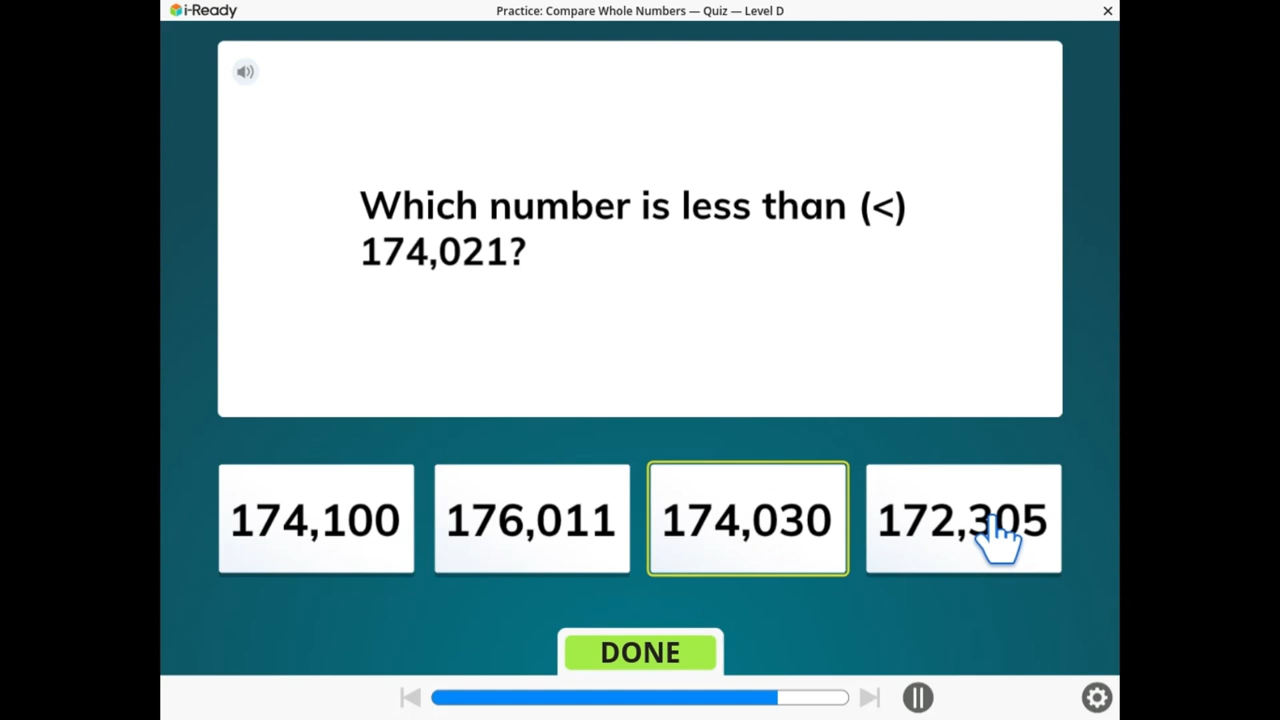 i-Ready
Practice: Compare Whole Numbers — Quiz — Level D
Which number is less than (<)
174,021?
174,100
176,011
174,030
172,305
DONE